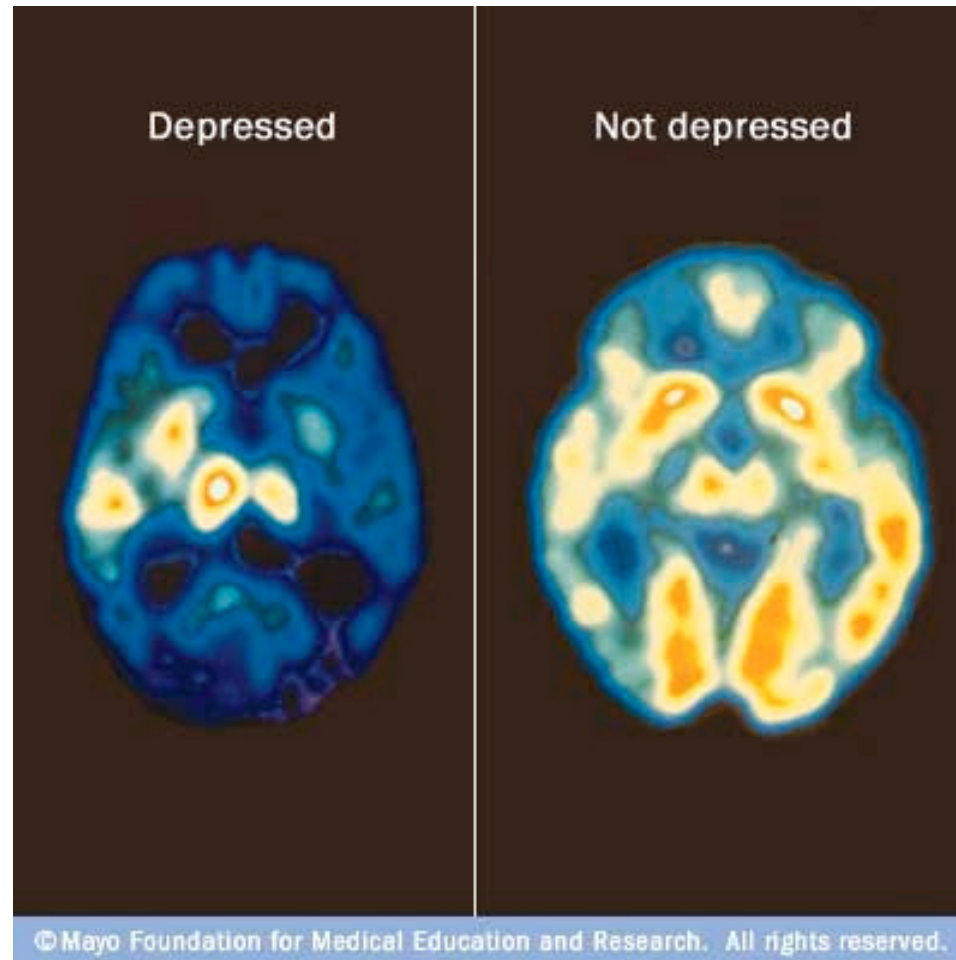 Depressed
Not depressed
©Mayo Foundation for Medical Education and Research. All rights reserved.